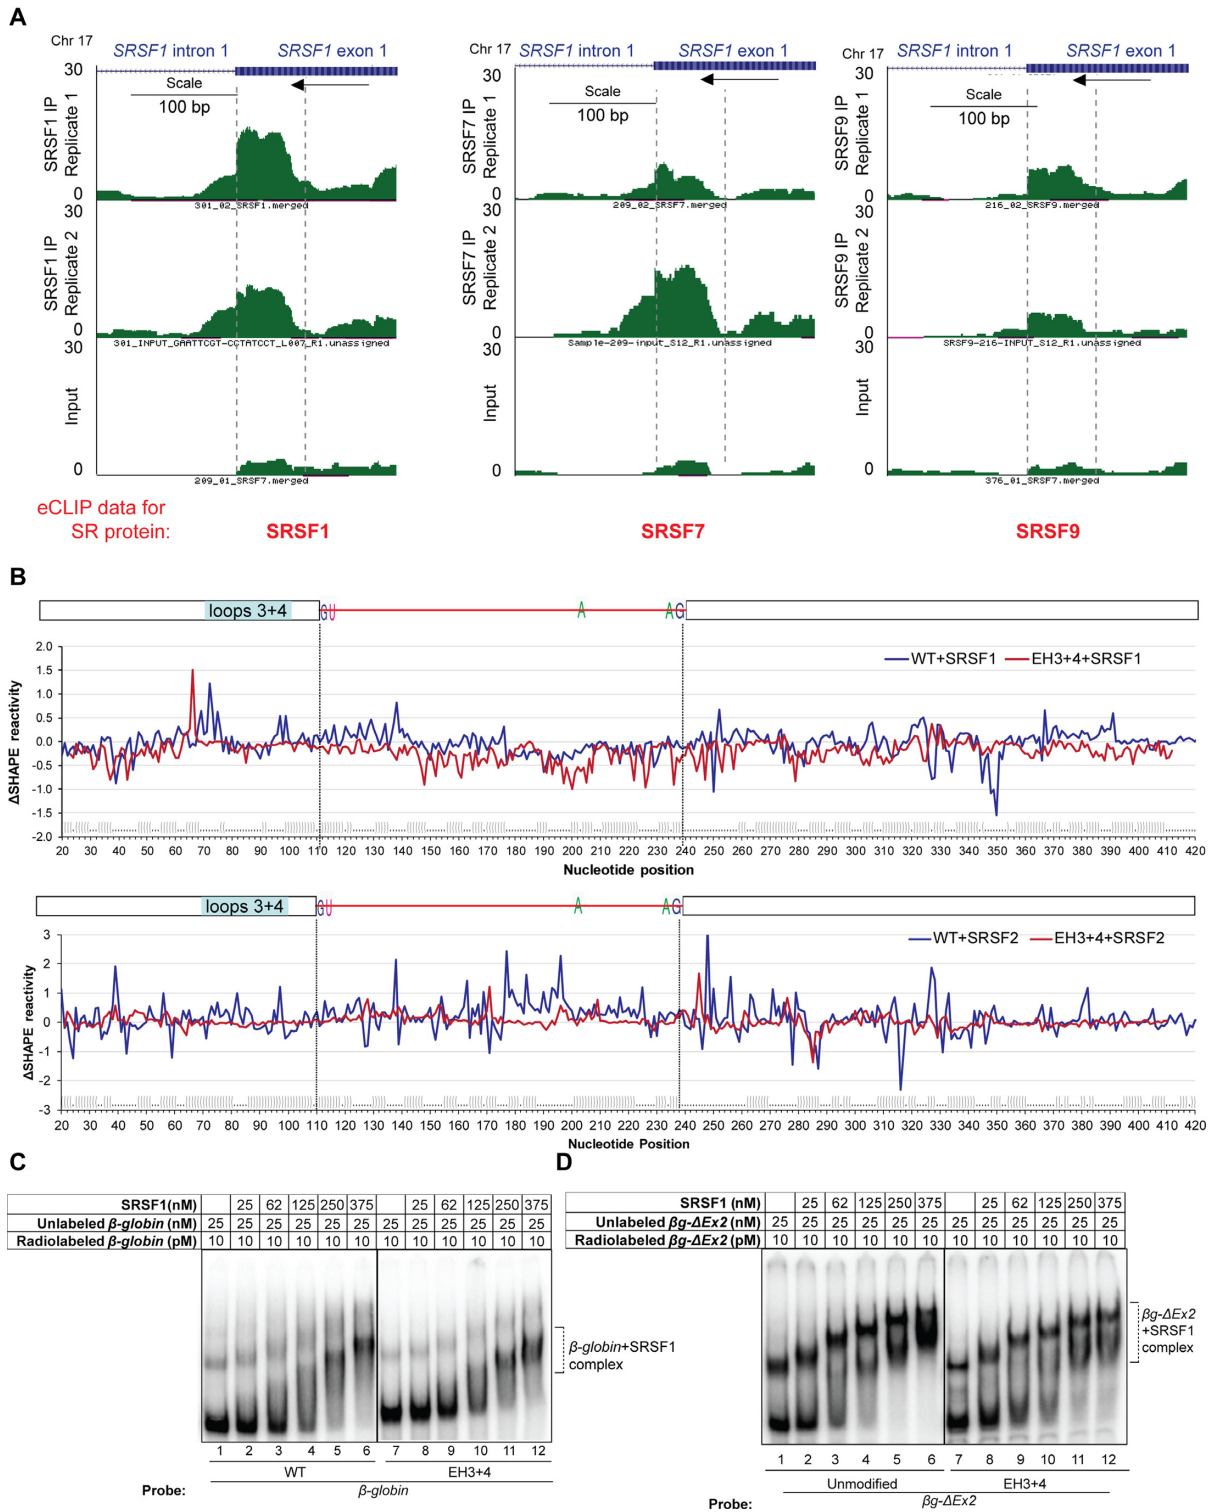 A
Chr 17
SRSF1 intron 1
SRSF1 exon 1
30
Scale
100 bp
SRSF1 IP
Replicate 1
0
301_02_SRSF1.merged
30
SRSF1 IP
Replicate 2
0
301_INPUT_GAATTCGT-CCTATCCT_L007_R1.unassigned
30
Input
0
209_01_SRSF7.merged
Chr 17
SRSF1 intron 1
SRSF1 exon 1
30
Scale
100 bp
SRSF7 IP
Replicate 1
0
209_02_SRSF7.merged
30
SRSF7 IP
Replicate 2
0
Sample-209-input_S12_R1.unassigned
30
Input
0
Chr 17
SRSF1 intron 1
SRSF1 exon 1
30
Scale
100 bp
SRSF9 IP
Replicate 1
0
216_02_SRSF9.merged
30
SRSF9 IP
Replicate 2
0
SRSF9-216-INPUT_S12_R1.unassigned
30
Input
0
376_01_SRSF7.merged
eCLIP data for
SR protein:
SRSF1
SRSF7
SRSF9
B
loops 3+4
G U A A G
2.0
1.5
1.0
0.5
0.0
-0.5
-1.0
-1.5
-2.0
ΔSHAPE reactivity
WT+SRSF1
EH3+4+SRSF1
20 30 40 50 60 70 80 90 100 110 120 130 140 150 160 170 180 190 200 210 220 230 240 250 260 270 280 290 300 310 320 330 340 350 360 370 380 390 400 410 420
Nucleotide position
loops 3+4
G U A A G
3
2
1
0
-1
-2
-3
ΔSHAPE reactivity
WT+SRSF2
EH3+4+SRSF2
20 30 40 50 60 70 80 90 100 110 120 130 140 150 160 170 180 190 200 210 220 230 240 250 260 270 280 290 300 310 320 330 340 350 360 370 380 390 400 410 420
Nucleotide Position
C
SRSF1(nM) 25 62 125 250 375 25 62 125 250 375
Unlabeled β-globin (nM) 25 25 25 25 25 25 25 25 25 25 25 25
Radiolabeled β-globin (pM) 10 10 10 10 10 10 10 10 10 10 10 10
β-globin+SRSF1
complex
1 2 3 4 5 6 7 8 9 10 11 12
WT
EH3+4
Probe:
β-globin
D
SRSF1 (nM) 25 62 125 250 375 25 62 125 250 375
Unlabeled βg-ΔEx2 (nM) 25 25 25 25 25 25 25 25 25 25 25 25
Radiolabeled βg-ΔEx2 (pM) 10 10 10 10 10 10 10 10 10 10 10 10
βg-ΔEx2
+SRSF1
complex
1 2 3 4 5 6 7 8 9 10 11 12
Unmodified
EH3+4
Probe:
βg-ΔEx2